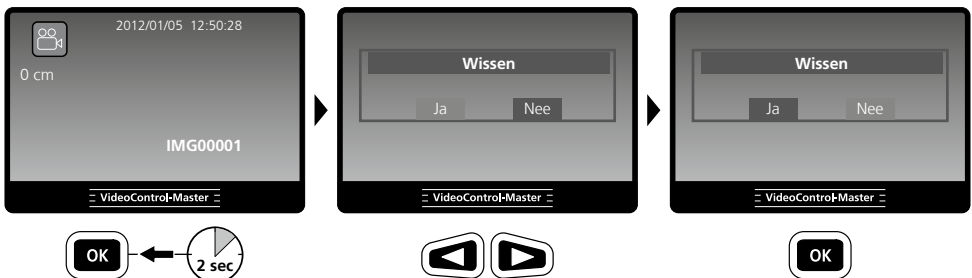 2012/01/05 12:50:28
0 cm
IMG00001
VideoControl-Master
OK
2 sec
Wissen
Ja Nee
VideoControl-Master
Wissen
Ja Nee
VideoControl-Master
OK